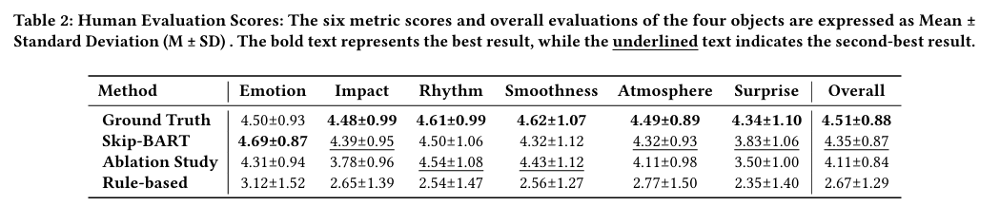 Table 2: Human Evaluation Scores: The six metric scores and overall evaluations of the four objects are expressed as Mean ±
Standard Deviation (M ± SD) . The bold text represents the best result, while the underlined text indicates the second-best result.
Method Emotion Impact Rhythm Smoothness Atmosphere Surprise Overall
Ground Truth 4.50±0.93 4.48±0.99 4.61±0.99 4.62±1.07 4.49±0.89 4.34±1.10 4.51±0.88
Skip-BART 4.69±0.87 4.39±0.95 4.50±1.06 4.32±1.12 4.32±0.93 3.83±1.06 4.35±0.87
Ablation Study 4.31±0.94 3.78±0.96 4.54±1.08 4.43±1.12 4.11±0.98 3.50±1.00 4.11±0.84
Rule-based 3.12±1.52 2.65±1.39 2.54±1.47 2.56±1.27 2.77±1.50 2.35±1.40 2.67±1.29